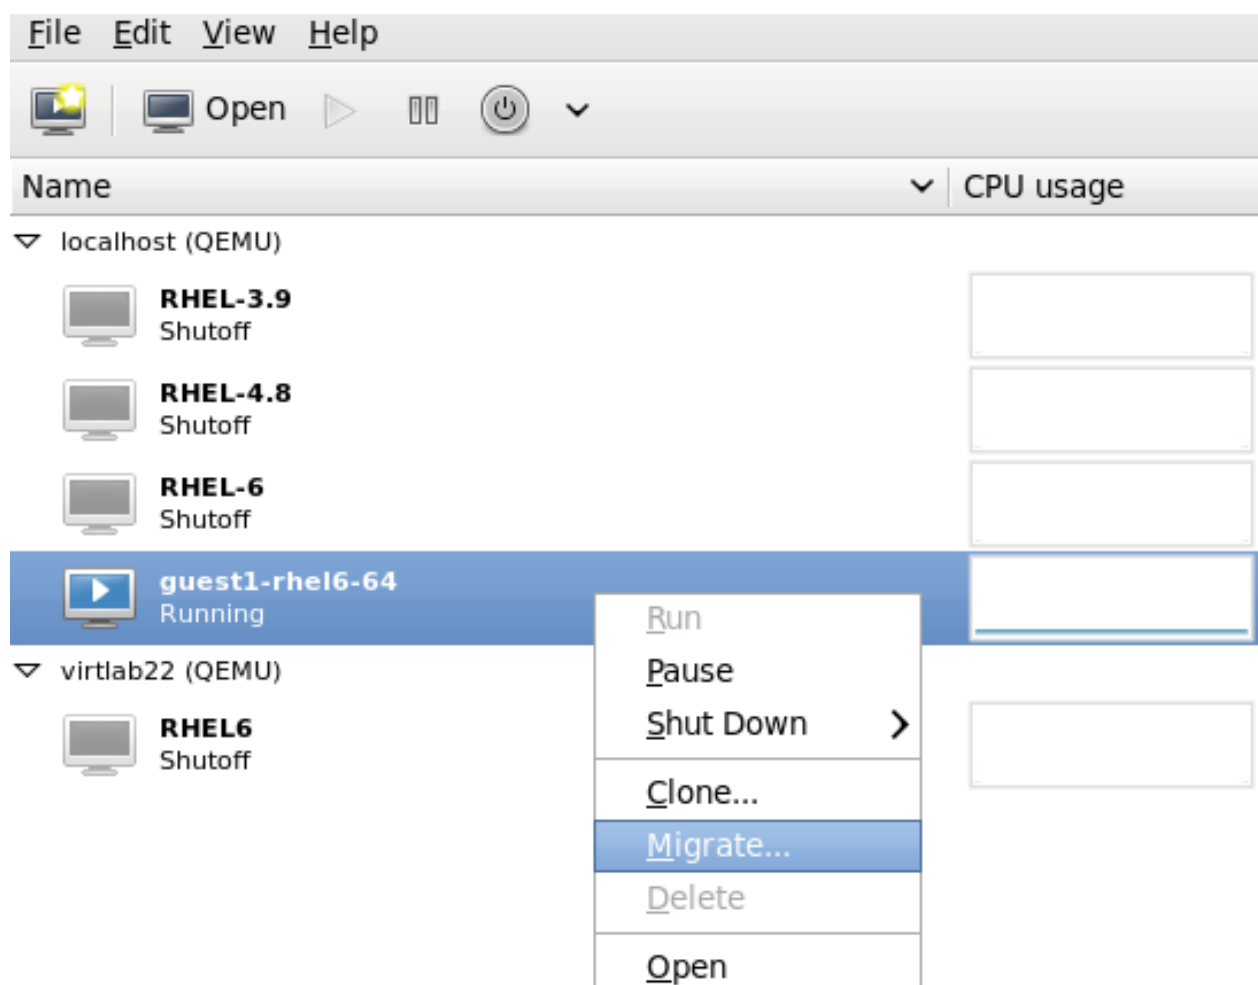 File Edit View Help
Open
Name CPU usage
localhost (QEMU)
RHEL-3.9
Shutoff
RHEL-4.8
Shutoff
RHEL-6
Shutoff
guest1-rhel6-64
Running
Run
Pause
Shut Down
Clone...
Migrate...
Delete
Open
virtlab22 (QEMU)
RHEL6
Shutoff